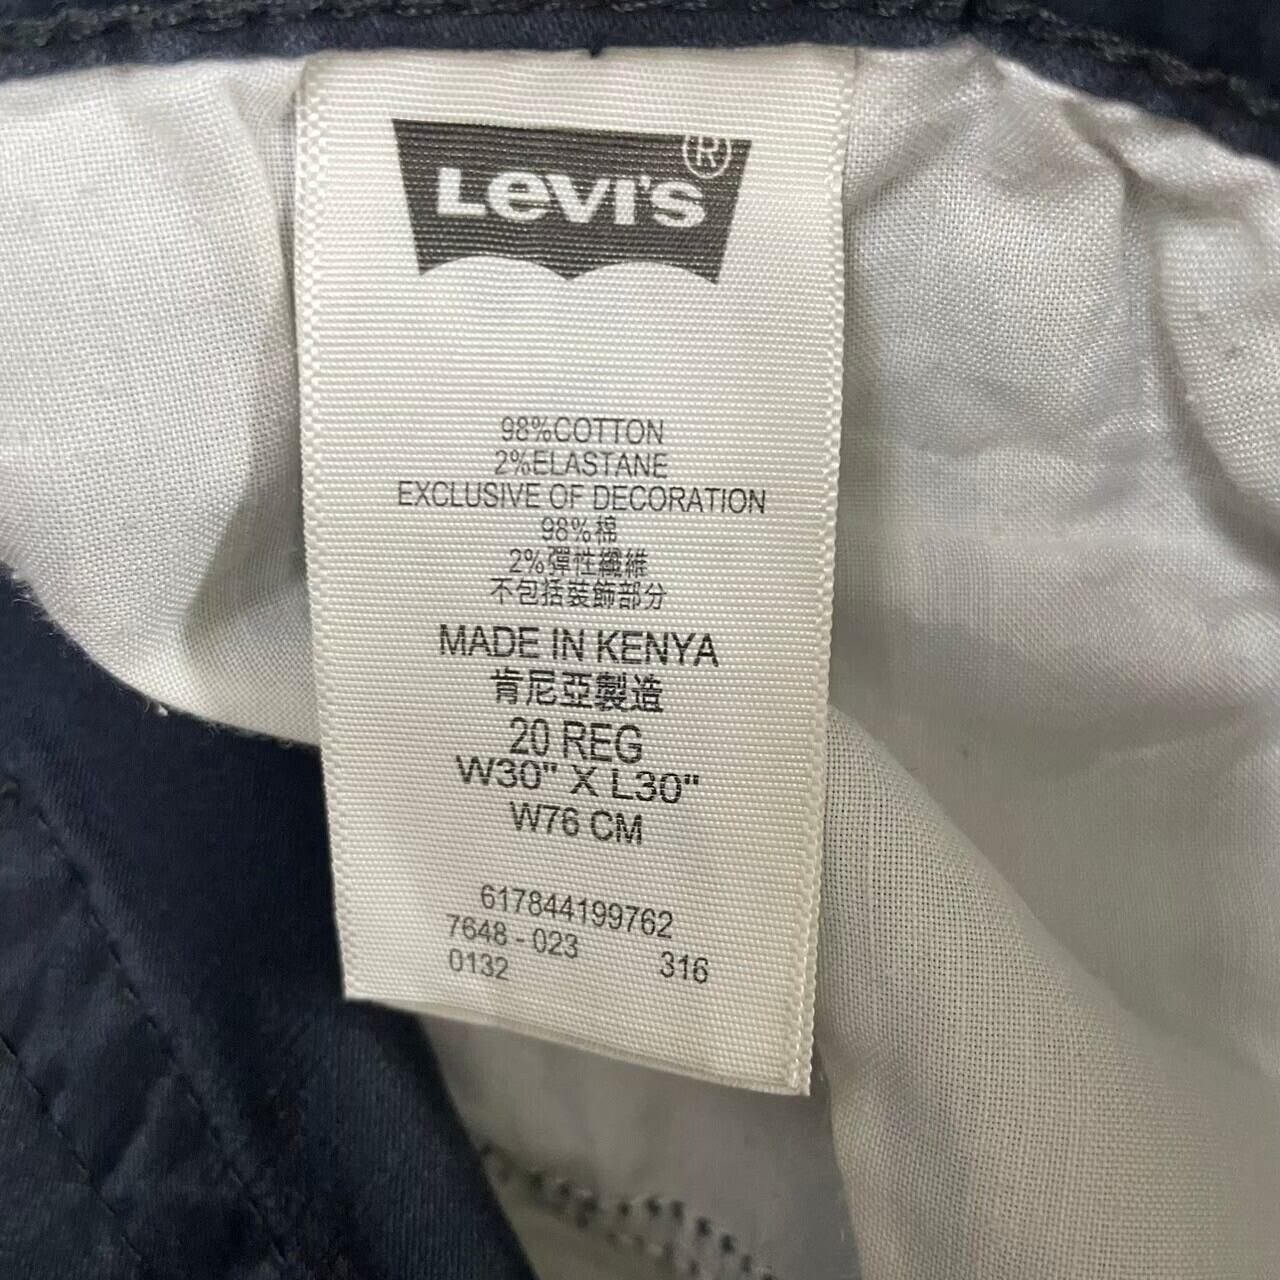 Levi's®
98%COTTON
2%ELASTANE
EXCLUSIVE OF DECORATION
98%棉
2%彈性纖維
不包括裝飾部分
MADE IN KENYA
肯尼亞製造
20 REG
W30" X L30"
W76 CM
617844199762
7648 - 023 316
0132